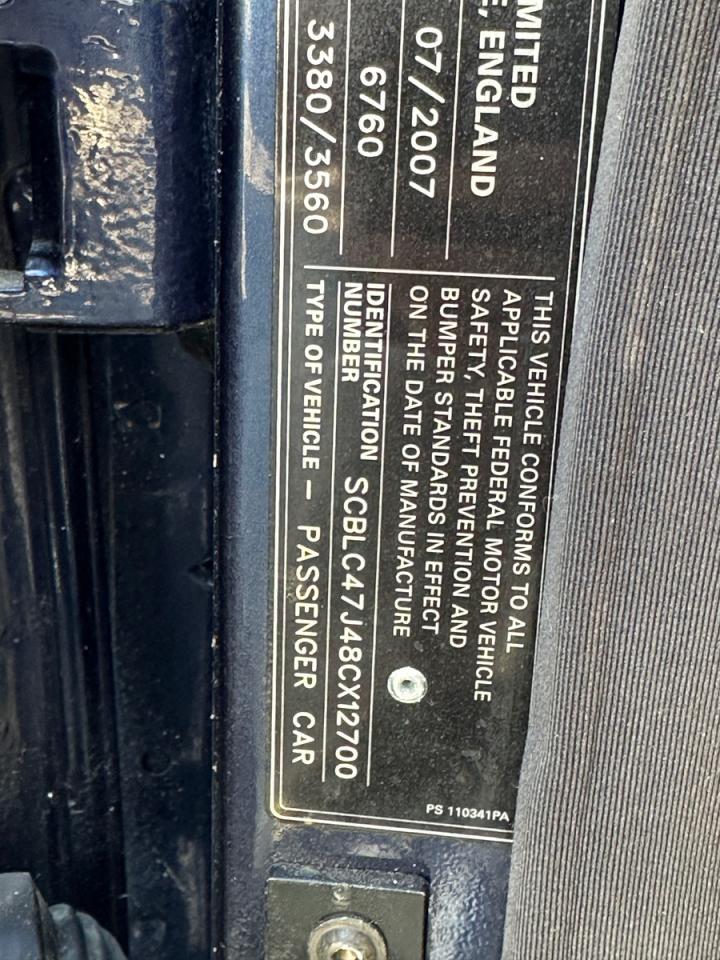 MITED
E, ENGLAND
07/2007
6760
3380/3560
THIS VEHICLE CONFORMS TO ALL
APPLICABLE FEDERAL MOTOR VEHICLE
SAFETY, THEFT PREVENTION AND
BUMPER STANDARDS IN EFFECT
ON THE DATE OF MANUFACTURE
IDENTIFICATION
NUMBER SCBLC47J48CX12700
TYPE OF VEHICLE – PASSENGER CAR
PS 110341PA